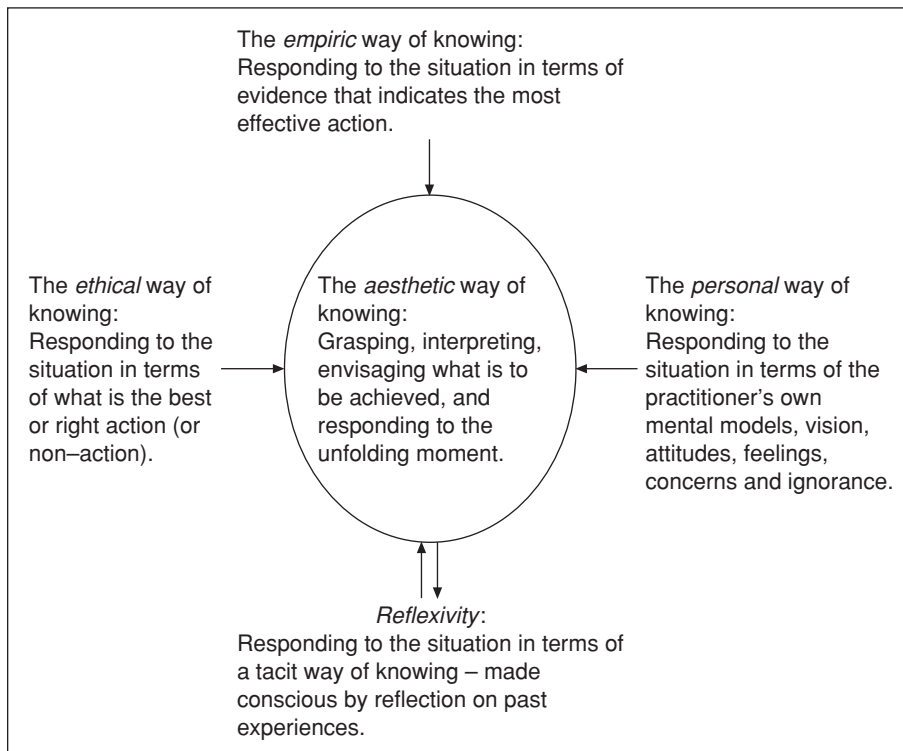 The empiric way of knowing:
Responding to the situation in terms of
evidence that indicates the most
effective action.
The ethical way of
knowing:
Responding to the
situation in terms
of what is the best
or right action (or
non–action).
The aesthetic way of
knowing:
Grasping, interpreting,
envisaging what is to
be achieved, and
responding to the
unfolding moment.
The personal way of
knowing:
Responding to the
situation in terms of the
practitioner's own
mental models, vision,
attitudes, feelings,
concerns and ignorance.
Reflexivity:
Responding to the situation in terms of
a tacit way of knowing – made
conscious by reflection on past
experiences.